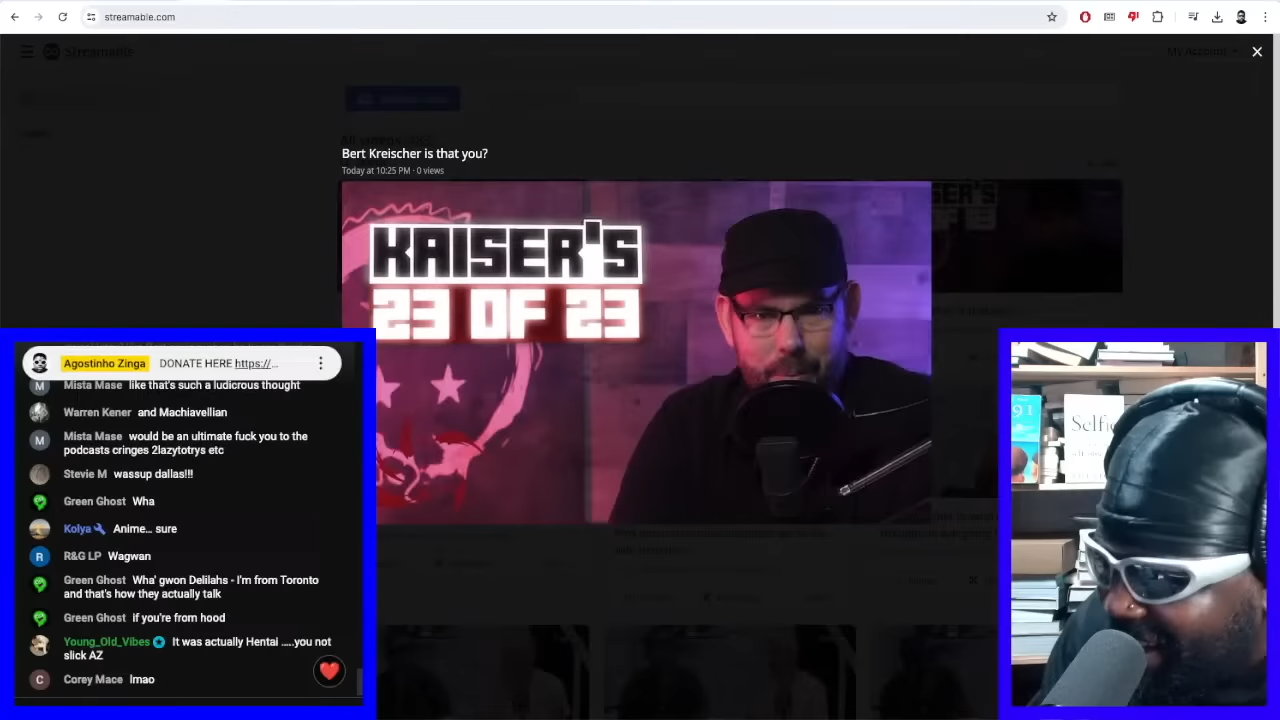 streamable.com
Streamable
My Account
Bert Kreischer is that you?
Today at 10:25 PM · 0 views
KAISER'S
23 OF 23
Agostinho Zinga DONATE HERE https://…
Mista Mase like that's such a ludicrous thought
Warren Kener and Machiavellian
Mista Mase would be an ultimate fuck you to the
podcasts cringes 2lazytotrys etc
Stevie M wassup dallas!!!
Green Ghost Wha
Kolya Anime… sure
R&G LP Wagwan
Green Ghost Wha' gwon Delilahs - I'm from Toronto
and that's how they actually talk
Green Ghost if you're from hood
Young_Old_Vibes It was actually Hentai .....you not
slick AZ
Corey Mace lmao
91
Selfie